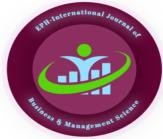 EPH-International Journal of
Business & Management Science